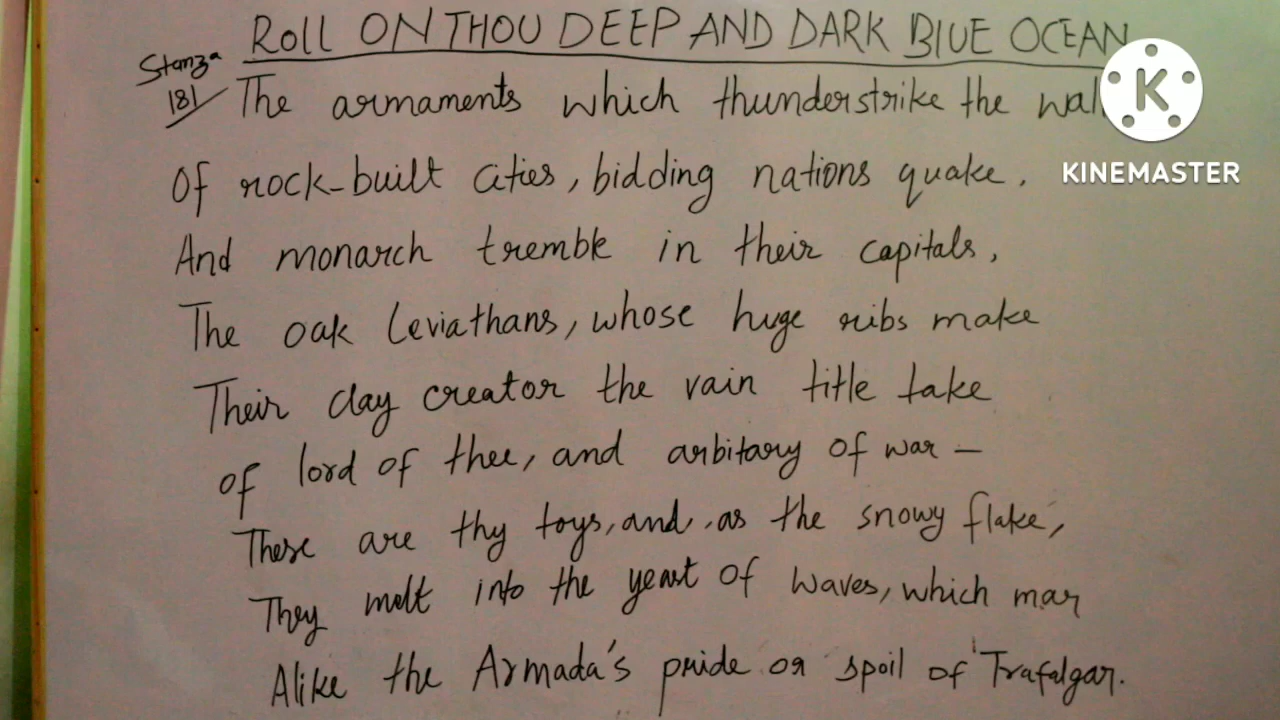 ROLL ON THOU DEEP AND DARK BLUE OCEAN
Stanza
181
The armaments which thunderstrike the wall
K
Of rock-built cities, bidding nations quake.
KINEMASTER
And monarch tremble in their capitals,
The oak Leviathans, whose huge ribs make
Their clay creator the vain title take
of lord of thee, and arbitary of war –
These are thy toys, and, as the snowy flake,
They melt into the yeast of waves, which mar
Alike the Armada's pride or spoil of Trafalgar.